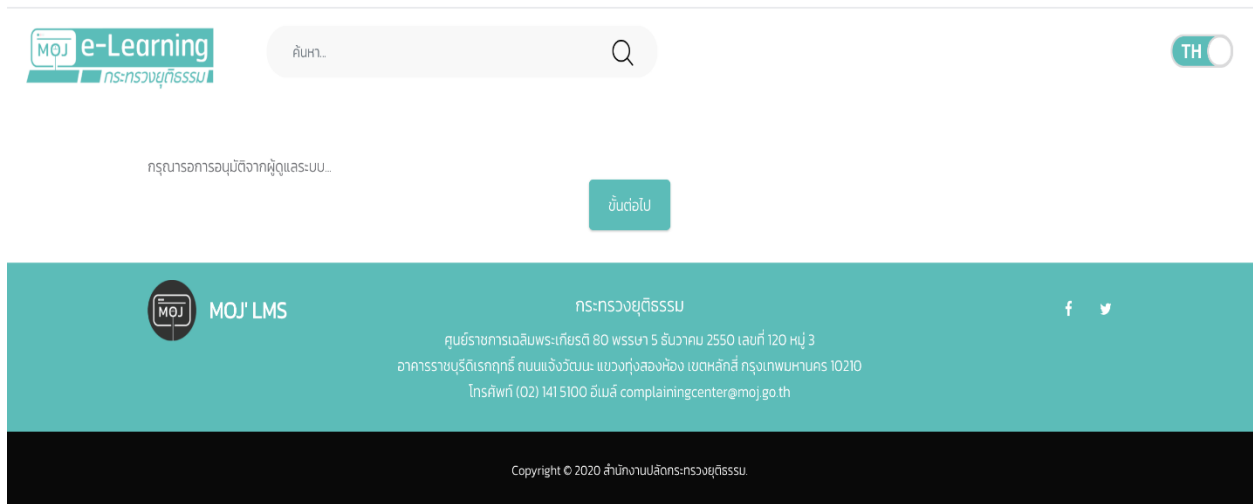 MOJ e-Learning
กระทรวงยุติธรรม
ค้นหา...
TH
กรุณารอการอนุมัติจากผู้ดูแลระบบ...
ขั้นต่อไป
MOJ
MOJ' LMS
กระทรวงยุติธรรม
ศูนย์ราชการเฉลิมพระเกียรติ 80 พรรษา 5 ธันวาคม 2550 เลขที่ 120 หมู่ 3
อาคารราชบุรีดิเรกฤทธิ์ ถนนแจ้งวัฒนะ แขวงทุ่งสองห้อง เขตหลักสี่ กรุงเทพมหานคร 10210
โทรศัพท์ (02) 141 5100 อีเมล์ complainingcenter@moj.go.th
f
Copyright © 2020 สำนักงานปลัดกระทรวงยุติธรรม.